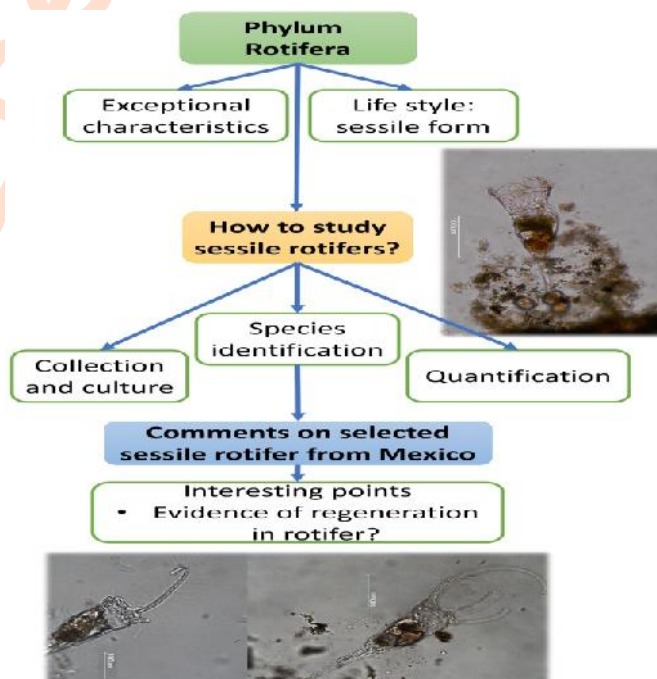 Phylum
Rotifera
Exceptional
characteristics
Life style:
sessile form
How to study
sessile rotifers?
Species
identification
Collection
and culture
Quantification
Comments on selected
sessile rotifer from Mexico
Interesting points
• Evidence of regeneration
in rotifer?